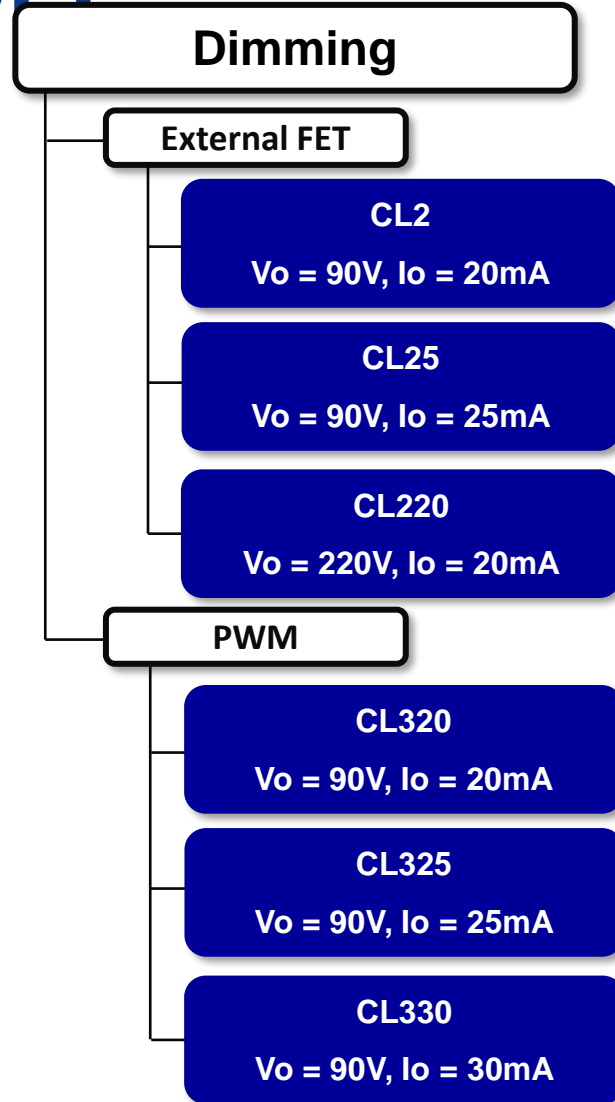 Dimming
External FET
CL2
Vo = 90V, Io = 20mA
CL25
Vo = 90V, Io = 25mA
CL220
Vo = 220V, Io = 20mA
PWM
CL320
Vo = 90V, Io = 20mA
CL325
Vo = 90V, Io = 25mA
CL330
Vo = 90V, Io = 30mA